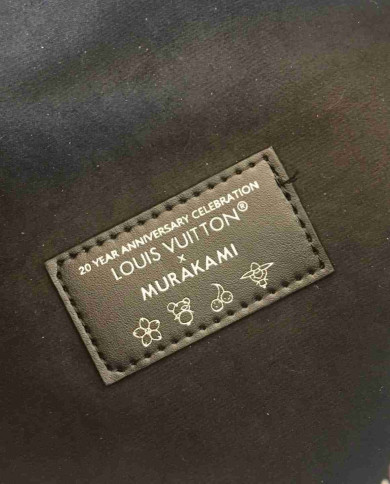 20 YEAR ANNIVERSARY CELEBRATION
LOUIS VUITTON®
×
MURAKAMI